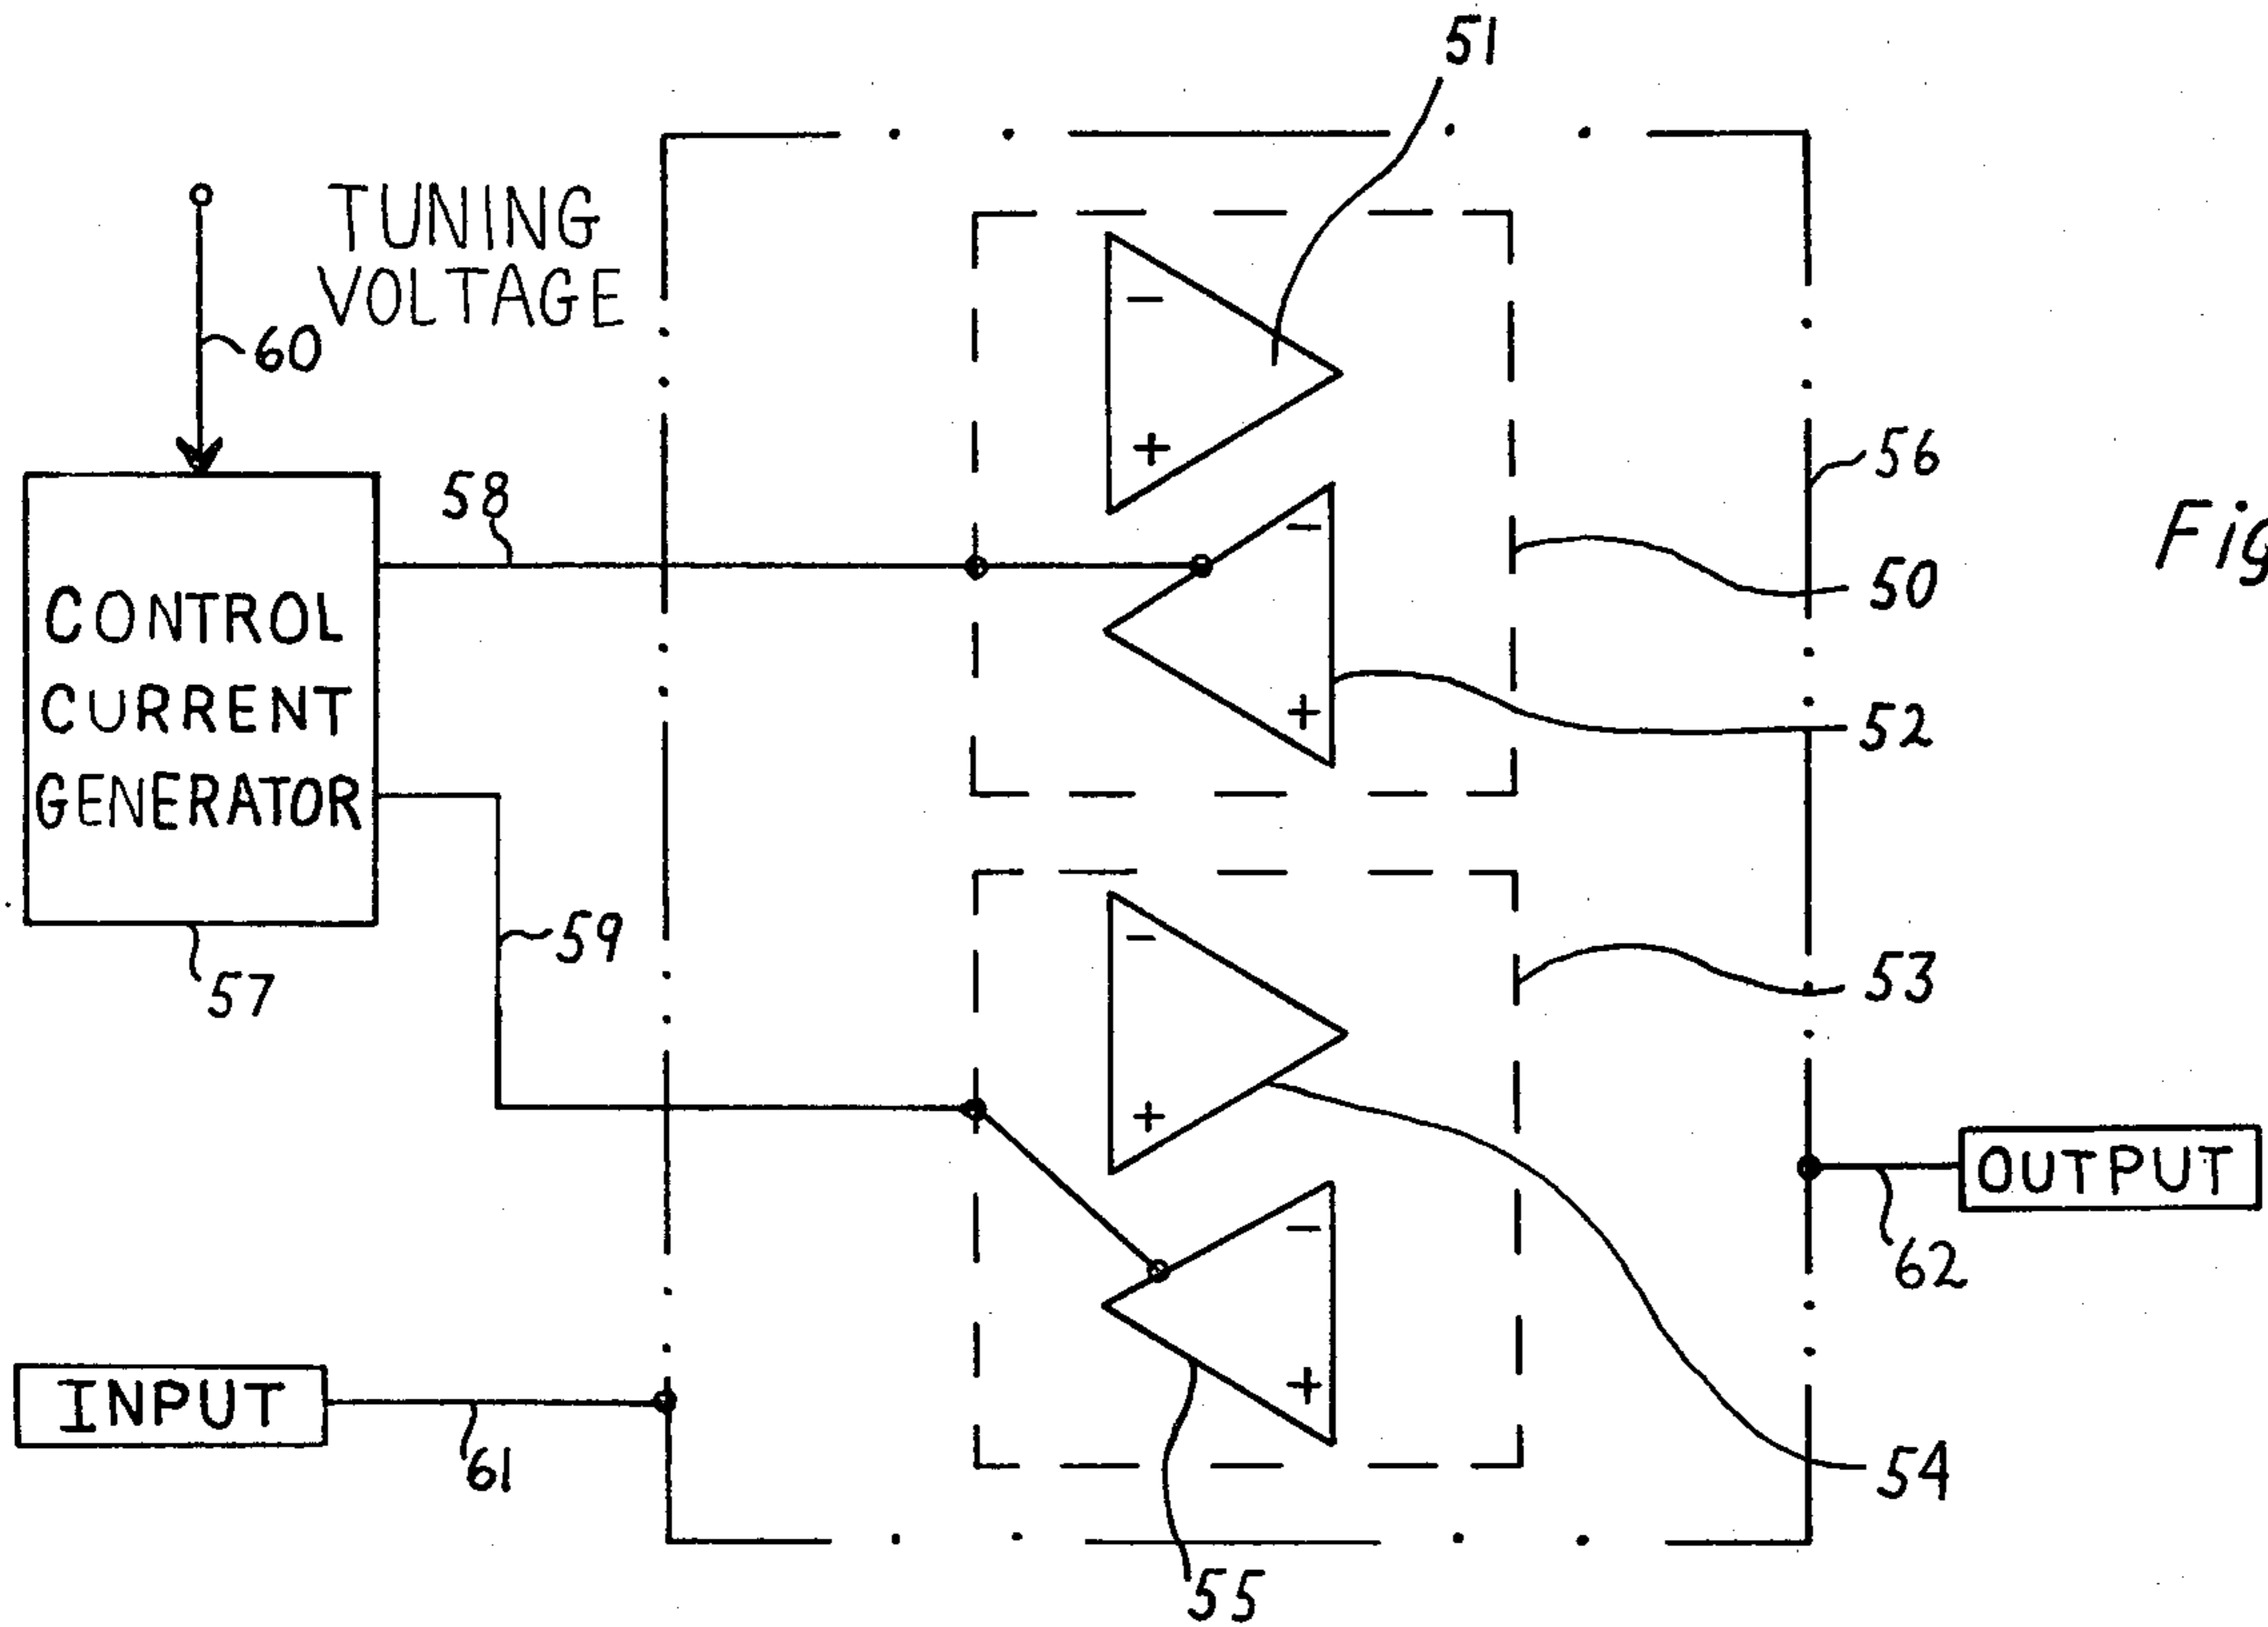 51
TUNING
VOLTAGE
60
−
+
58
56
Fig
50
CONTROL
CURRENT
GENERATOR
−
+
52
59
57
−
+
53
OUTPUT
62
−
+
INPUT
61
54
55